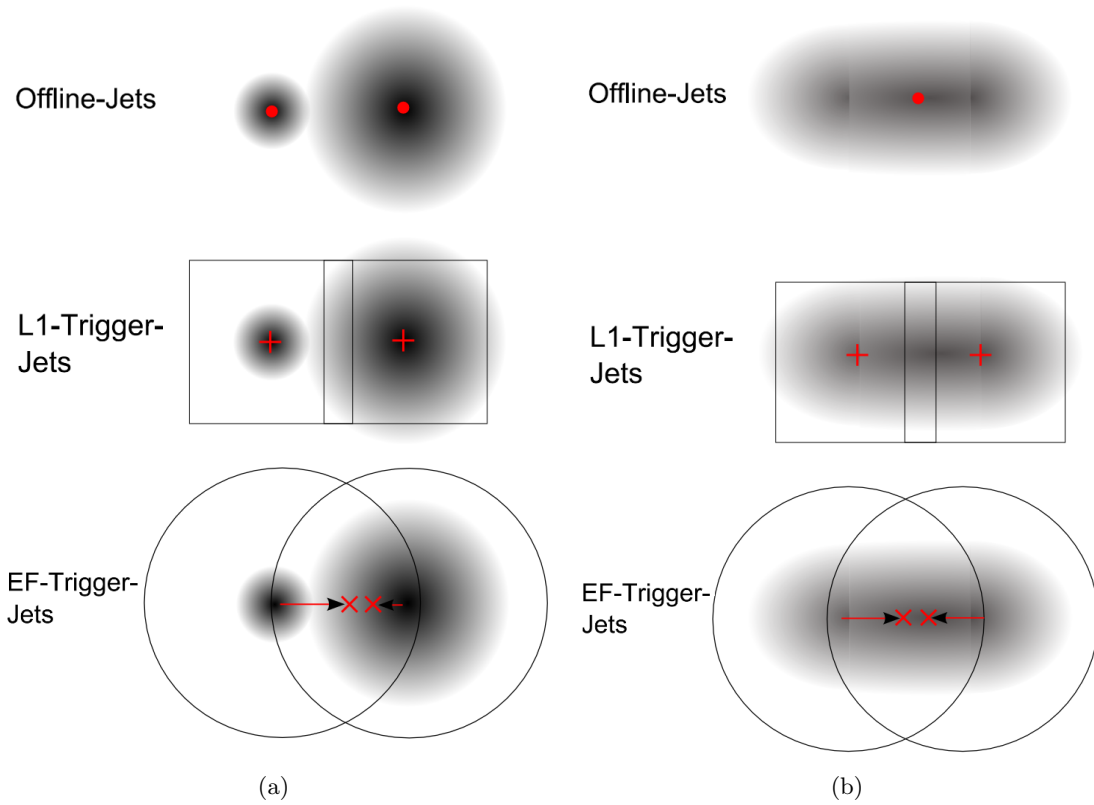 Offline-Jets
L1-Trigger-
Jets
EF-Trigger-
Jets
(a)
Offline-Jets
L1-Trigger-
Jets
EF-Trigger-
Jets
(b)